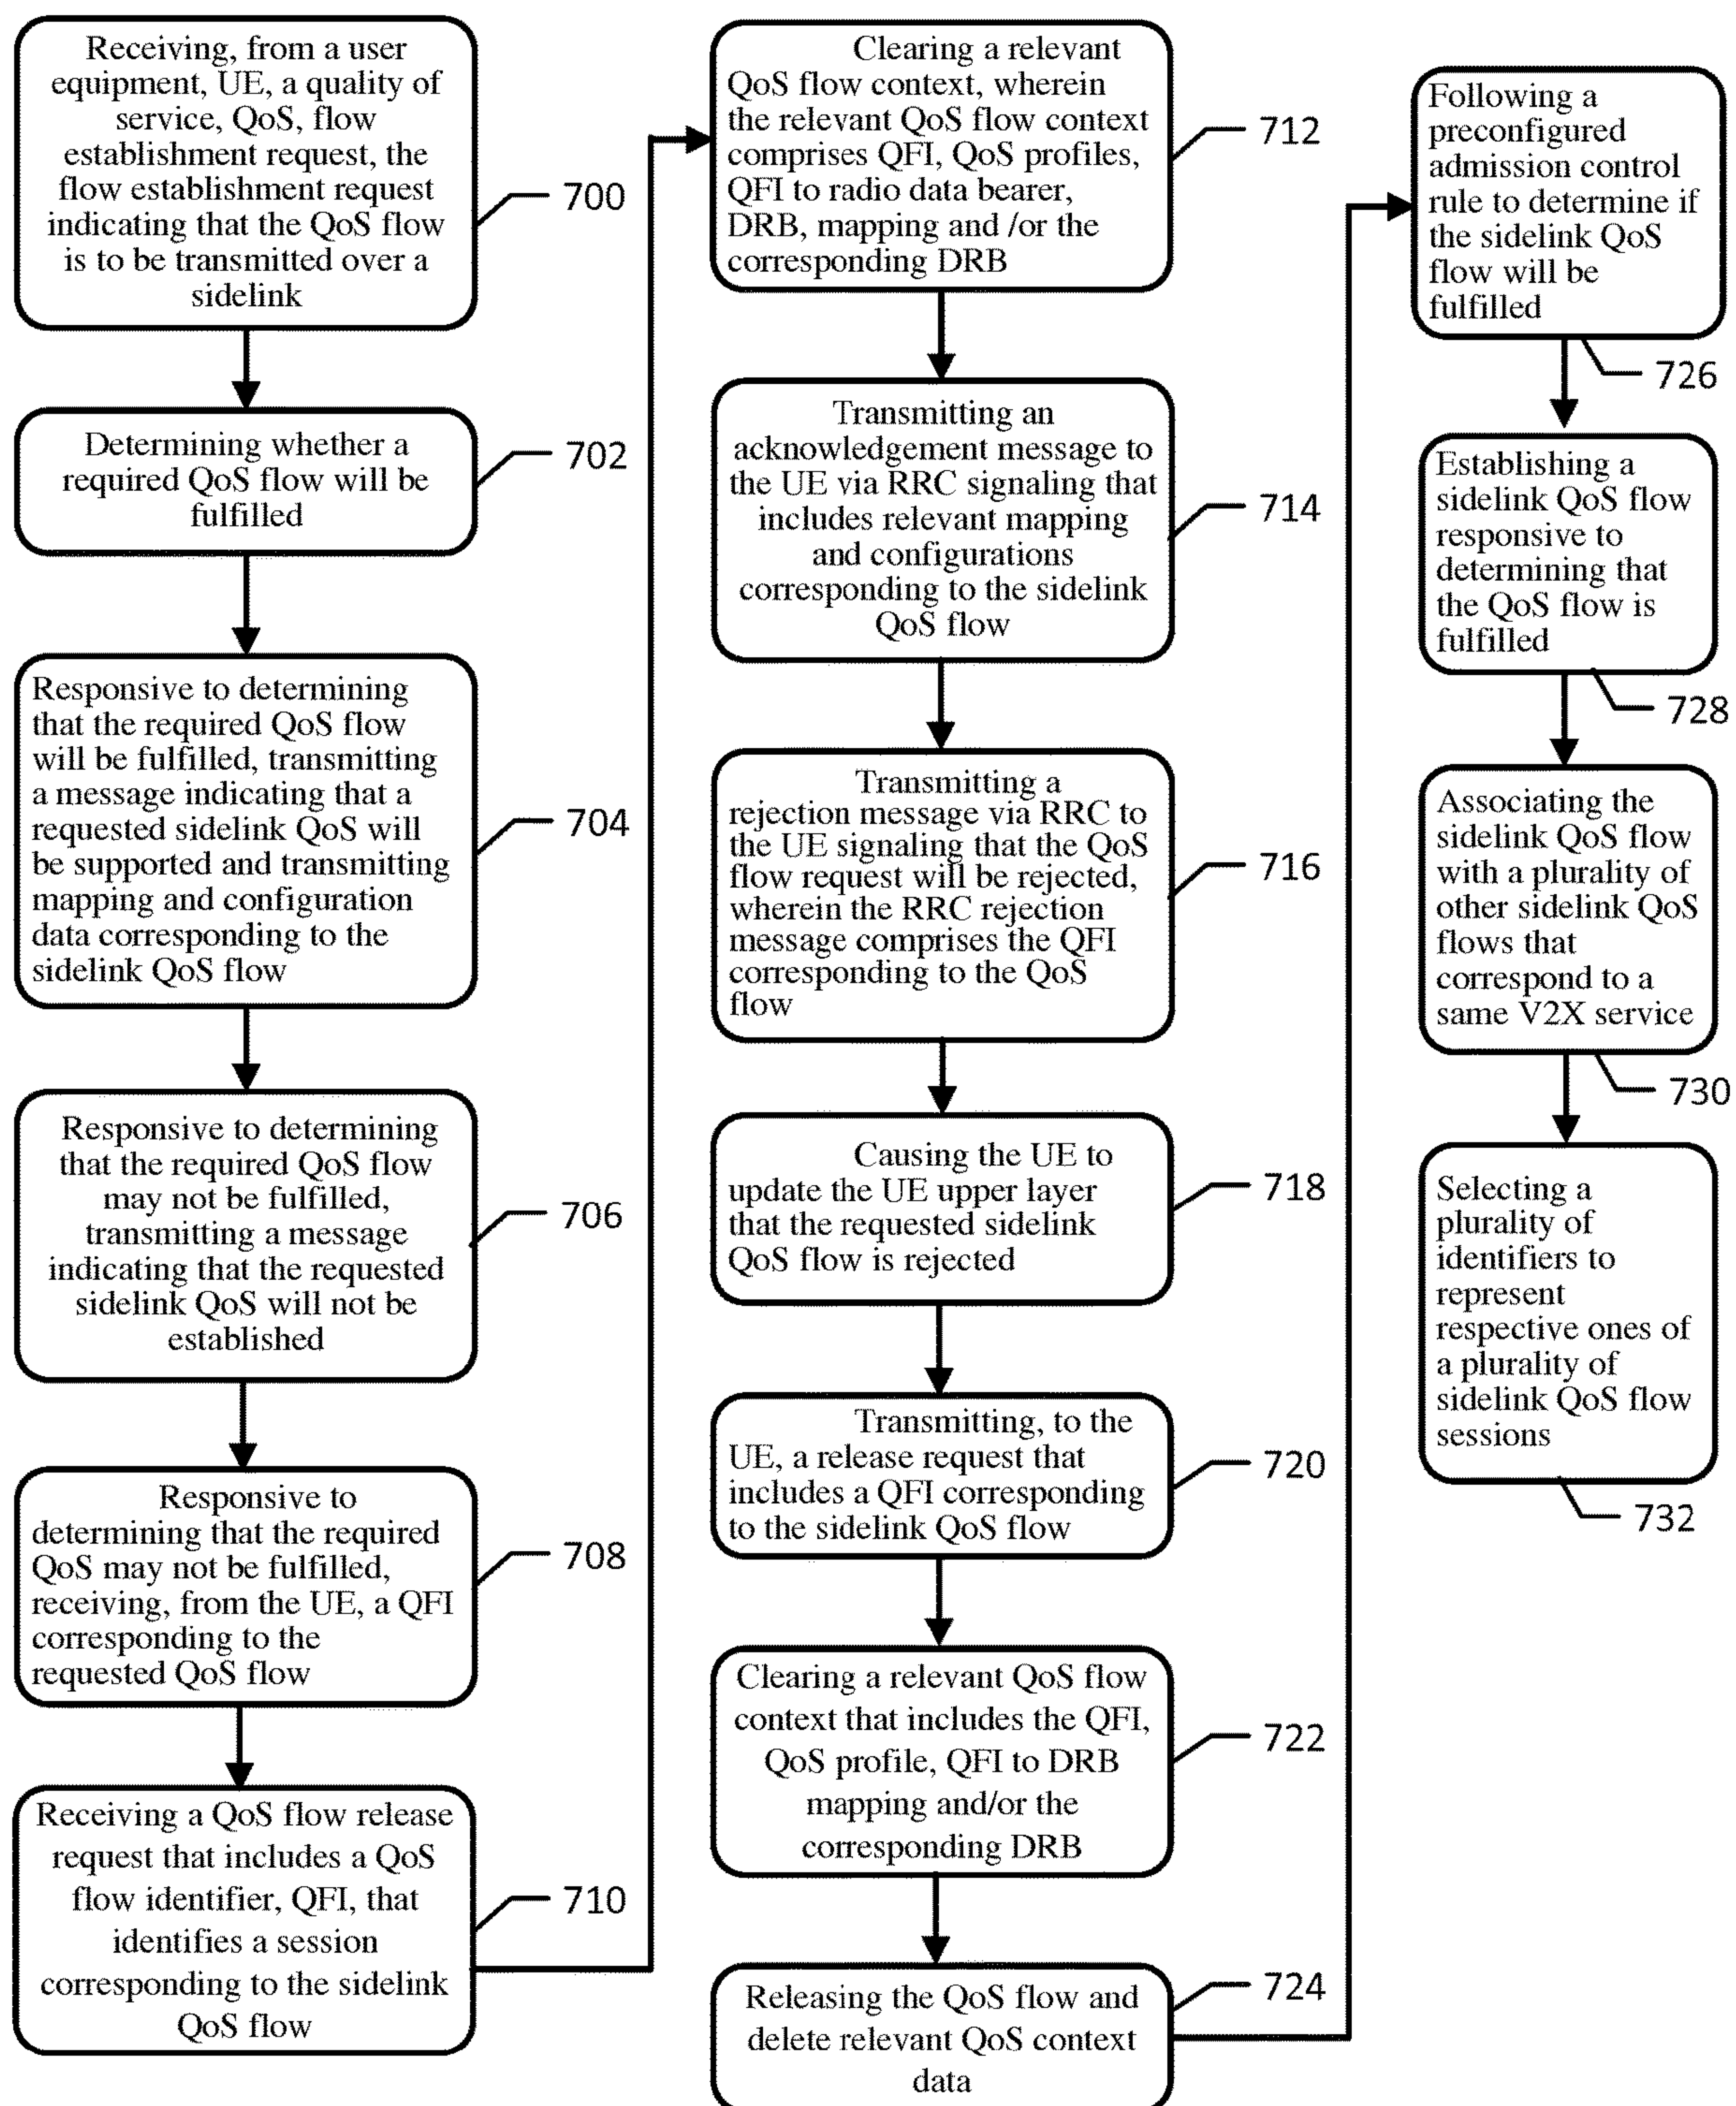 Receiving, from a user
equipment, UE, a quality of
service, QoS, flow
establishment request, the
flow establishment request
indicating that the QoS flow
is to be transmitted over a
sidelink
700
Determining whether a
required QoS flow will be
fulfilled
702
Responsive to determining
that the required QoS flow
will be fulfilled, transmitting
a message indicating that a
requested sidelink QoS will
be supported and transmitting
mapping and configuration
data corresponding to the
sidelink QoS flow
704
Responsive to determining
that the required QoS flow
may not be fulfilled,
transmitting a message
indicating that the requested
sidelink QoS will not be
established
706
Responsive to
determining that the required
QoS may not be fulfilled,
receiving, from the UE, a QFI
corresponding to the
requested QoS flow
708
Receiving a QoS flow release
request that includes a QoS
flow identifier, QFI, that
identifies a session
corresponding to the sidelink
QoS flow
710
Clearing a relevant
QoS flow context, wherein
the relevant QoS flow context
comprises QFI, QoS profiles,
QFI to radio data bearer,
DRB, mapping and /or the
corresponding DRB
712
Transmitting an
acknowledgement message to
the UE via RRC signaling that
includes relevant mapping
and configurations
corresponding to the sidelink
QoS flow
714
Transmitting a
rejection message via RRC to
the UE signaling that the QoS
flow request will be rejected,
wherein the RRC rejection
message comprises the QFI
corresponding to the QoS
flow
716
Causing the UE to
update the UE upper layer
that the requested sidelink
QoS flow is rejected
718
Transmitting, to the
UE, a release request that
includes a QFI corresponding
to the sidelink QoS flow
720
Clearing a relevant QoS flow
context that includes the QFI,
QoS profile, QFI to DRB
mapping and/or the
corresponding DRB
722
Releasing the QoS flow and
delete relevant QoS context
data
724
Following a
preconfigured
admission control
rule to determine if
the sidelink QoS
flow will be
fulfilled
726
Establishing a
sidelink QoS flow
responsive to
determining that
the QoS flow is
fulfilled
728
Associating the
sidelink QoS flow
with a plurality of
other sidelink QoS
flows that
correspond to a
same V2X service
730
Selecting a
plurality of
identifiers to
represent
respective ones of
a plurality of
sidelink QoS flow
sessions
732